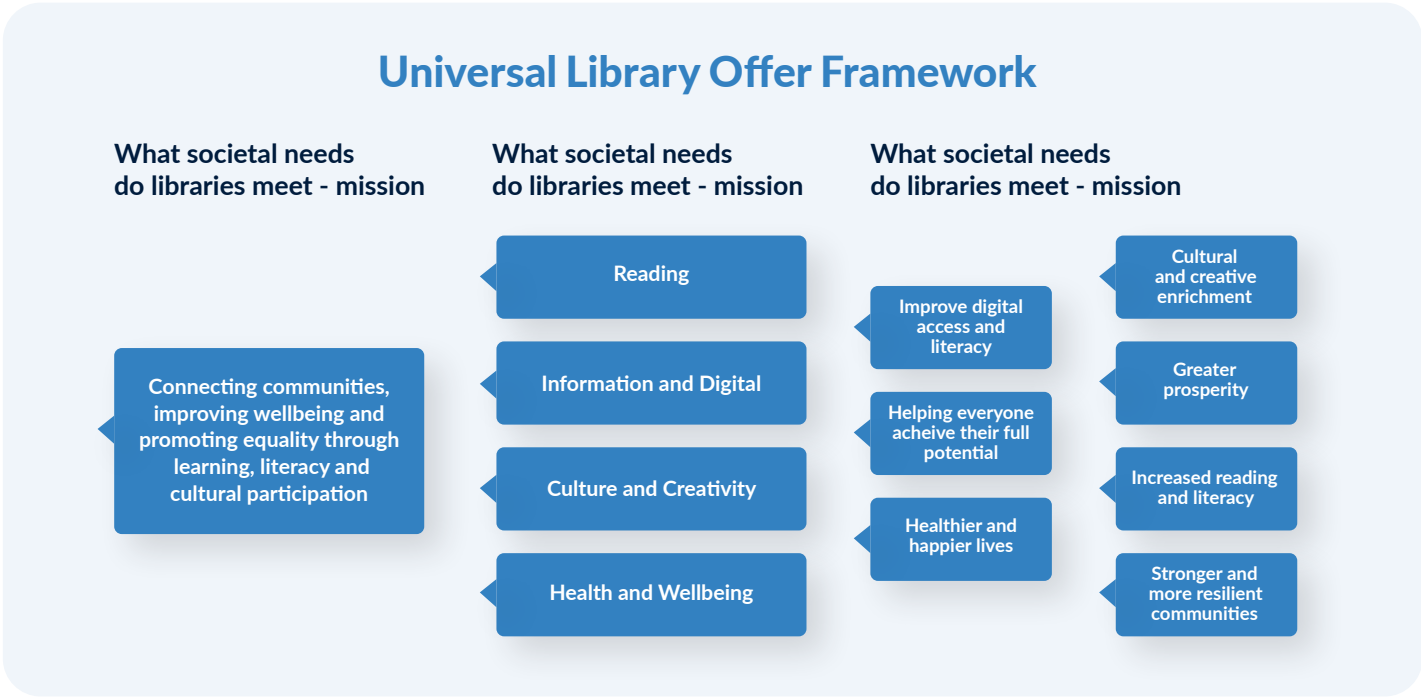 Universal Library Offer Framework
What societal needs
do libraries meet - mission
Connecting communities,
improving wellbeing and
promoting equality through
learning, literacy and
cultural participation
What societal needs
do libraries meet - mission
Reading
Information and Digital
Culture and Creativity
Health and Wellbeing
What societal needs
do libraries meet - mission
Improve digital
access and
literacy
Helping everyone
acheive their full
potential
Healthier and
happier lives
Cultural
and creative
enrichment
Greater
prosperity
Increased reading
and literacy
Stronger and
more resilient
communities